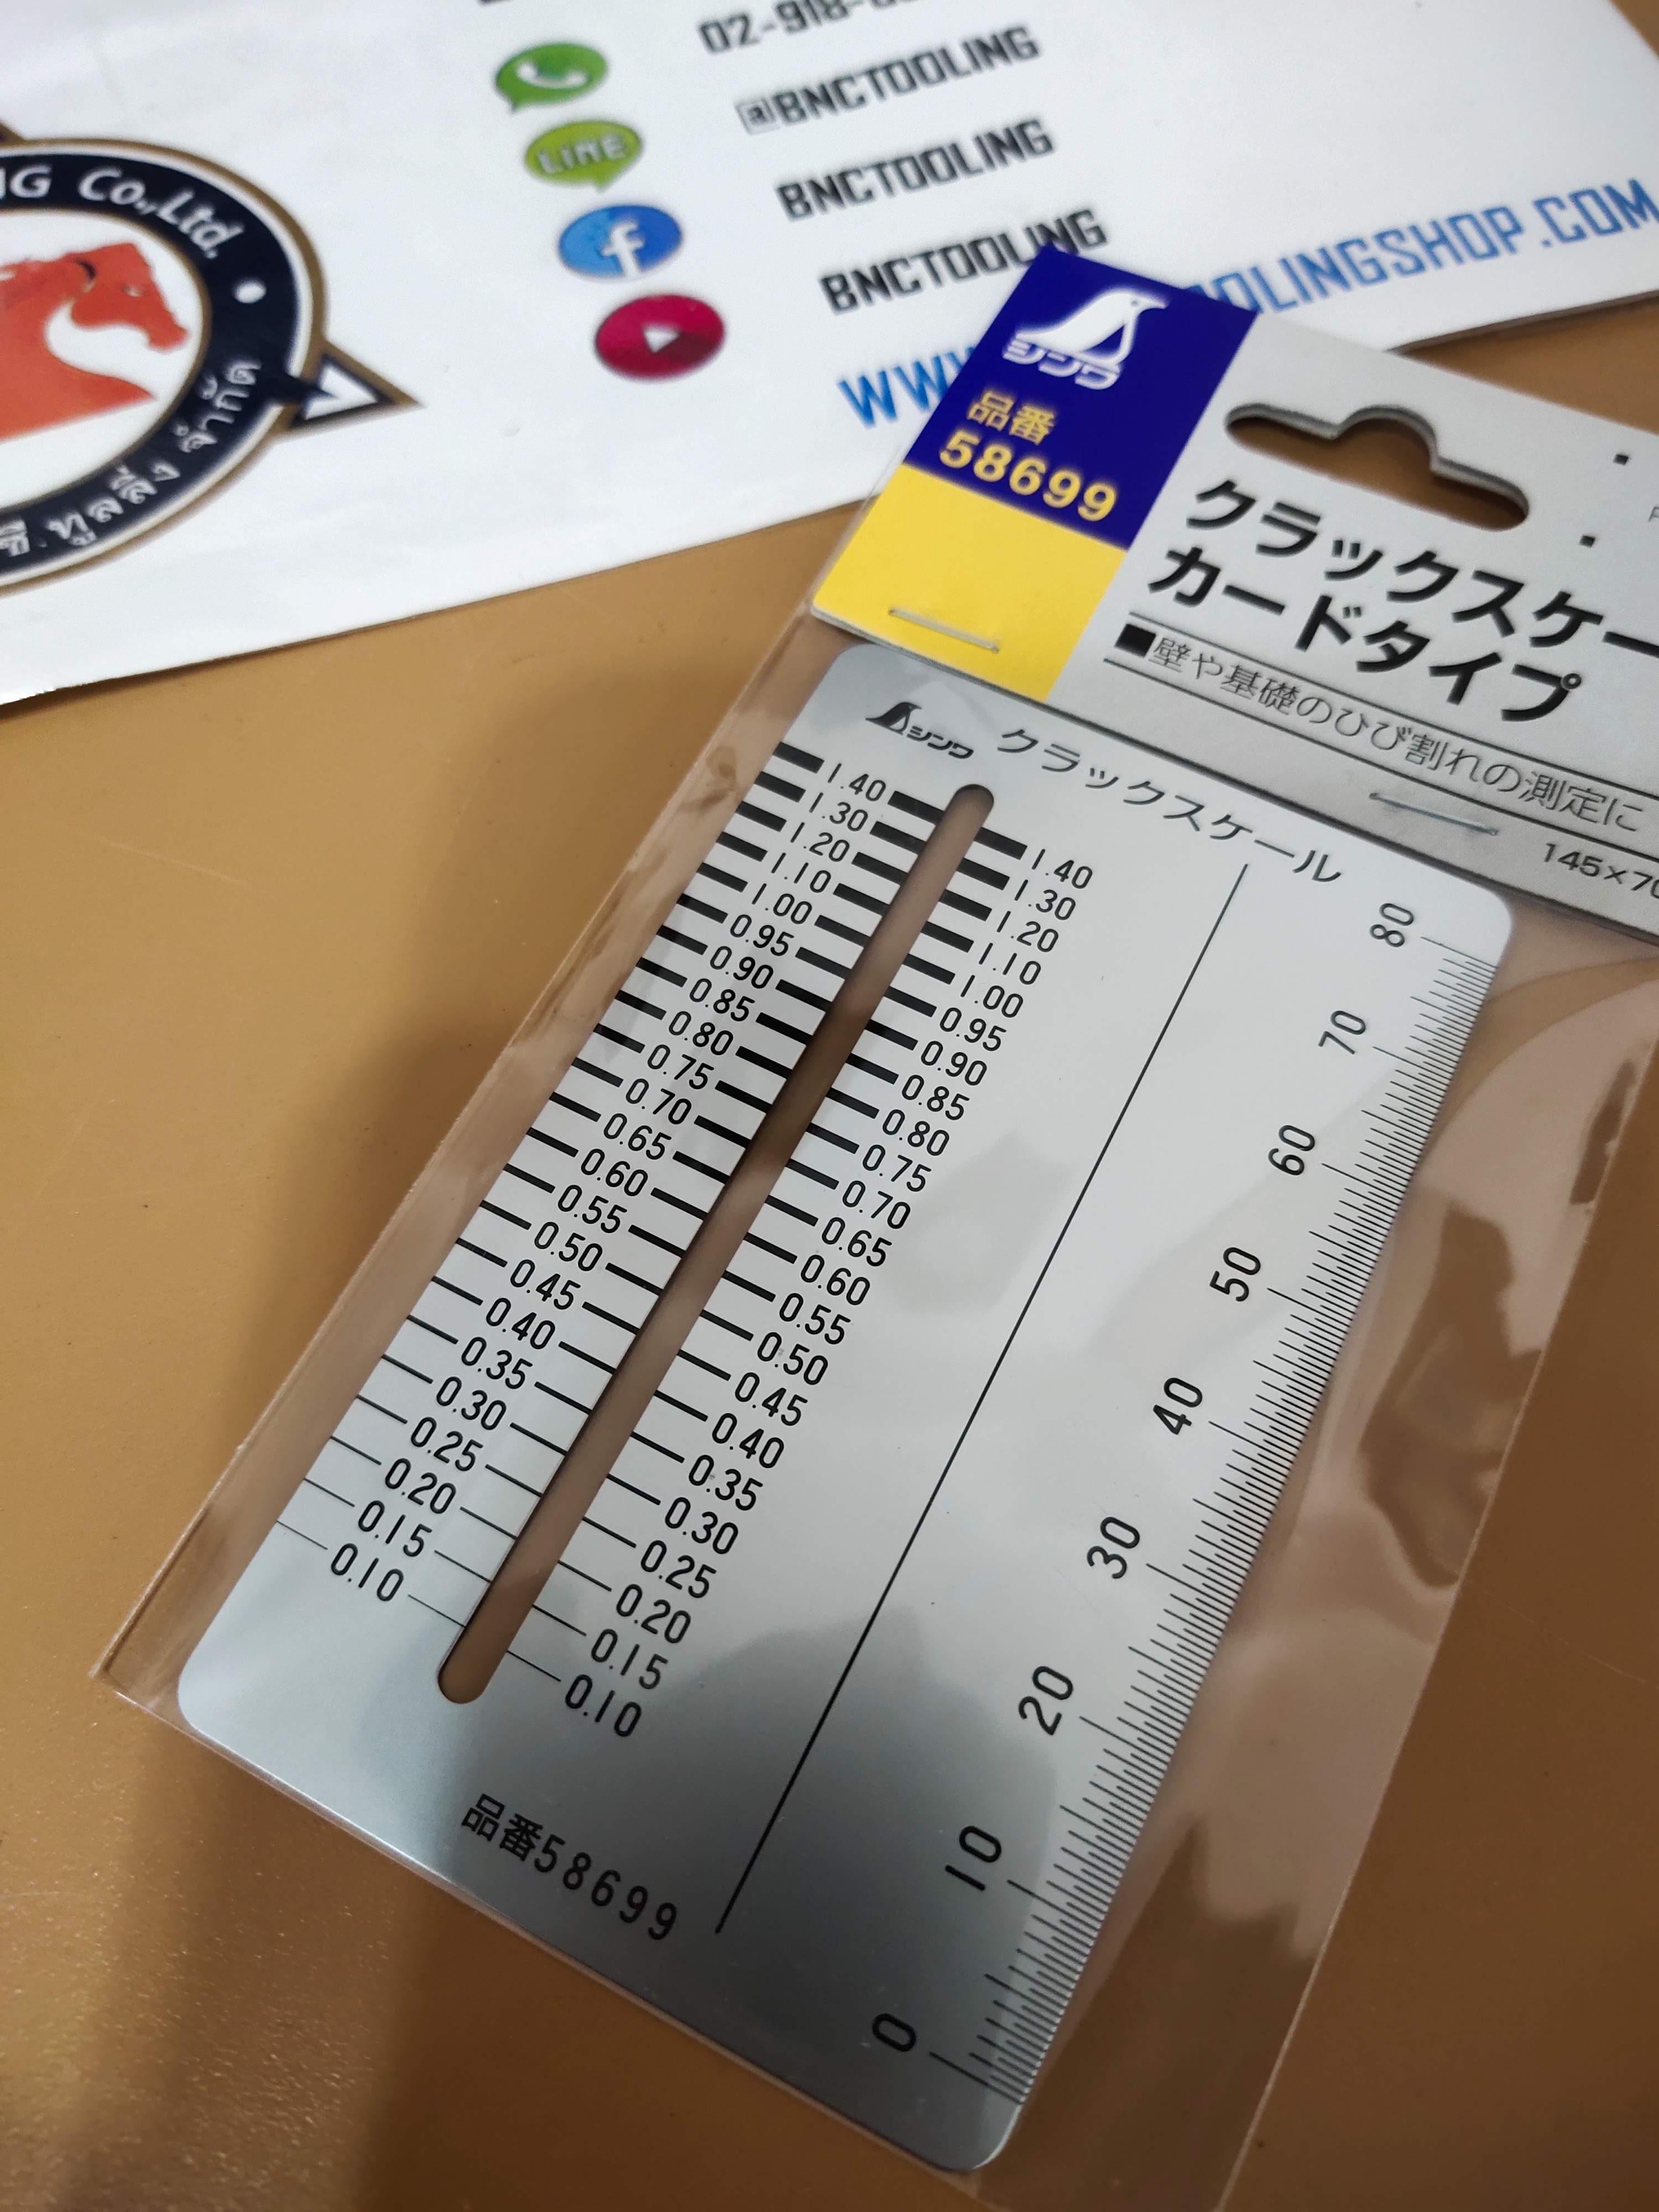 02-918-
@BNCTOOLING
LINE
BNCTOOLING
BNCTOOLING
WWW OLINGSHOP.COM
NG Co.,Ltd.
ซี.ทูลลิ่ง จำกัด
シンワ
品番
58699
クラックスケー
カードタイプ
■壁や基礎のひび割れの測定に
145×70
シンワ クラックスケール
1.40 1.40
1.30 1.30
1.20 1.20
1.10 1.10
1.00 1.00
0.95 0.95
0.90 0.90
0.85 0.85
0.80 0.80
0.75 0.75
0.70 0.70
0.65 0.65
0.60 0.60
0.55 0.55
0.50 0.50
0.45 0.45
0.40 0.40
0.35 0.35
0.30 0.30
0.25 0.25
0.20 0.20
0.15 0.15
0.10 0.10
品番58699
80
70
60
50
40
30
20
10
0